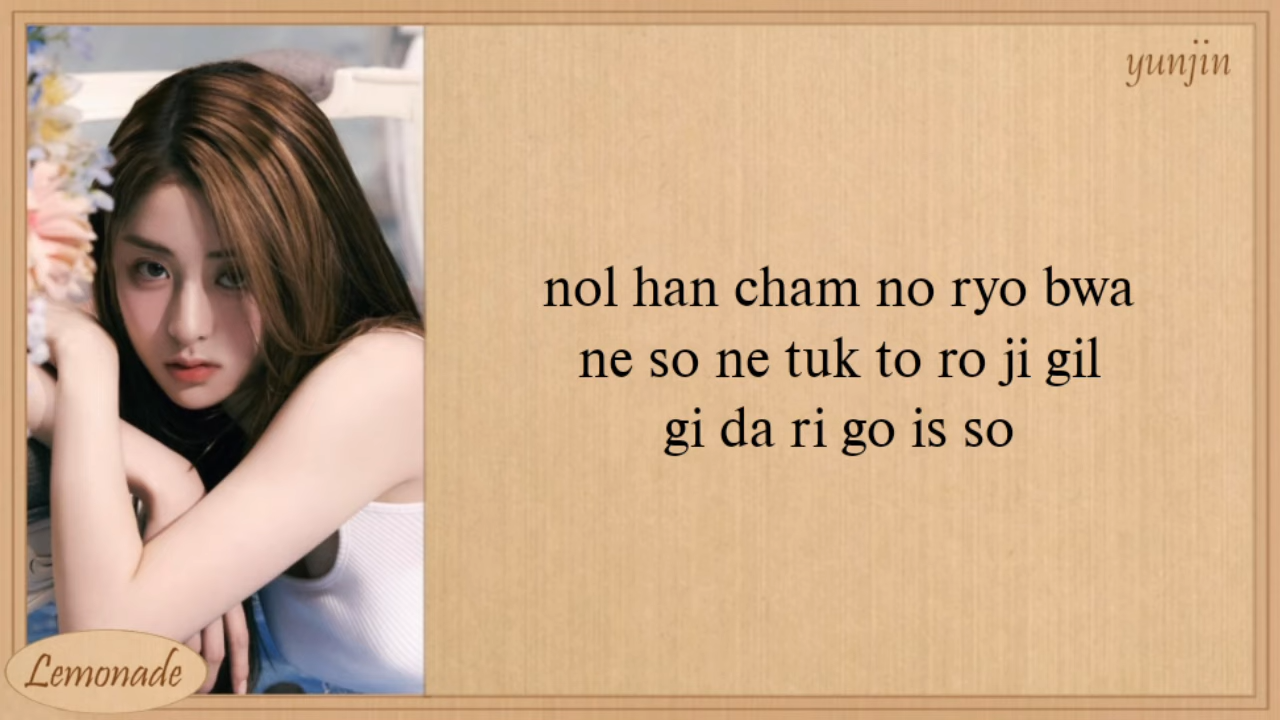 yunjin
nol han cham no ryo bwa
ne so ne tuk to ro ji gil
gi da ri go is so
Lemonade